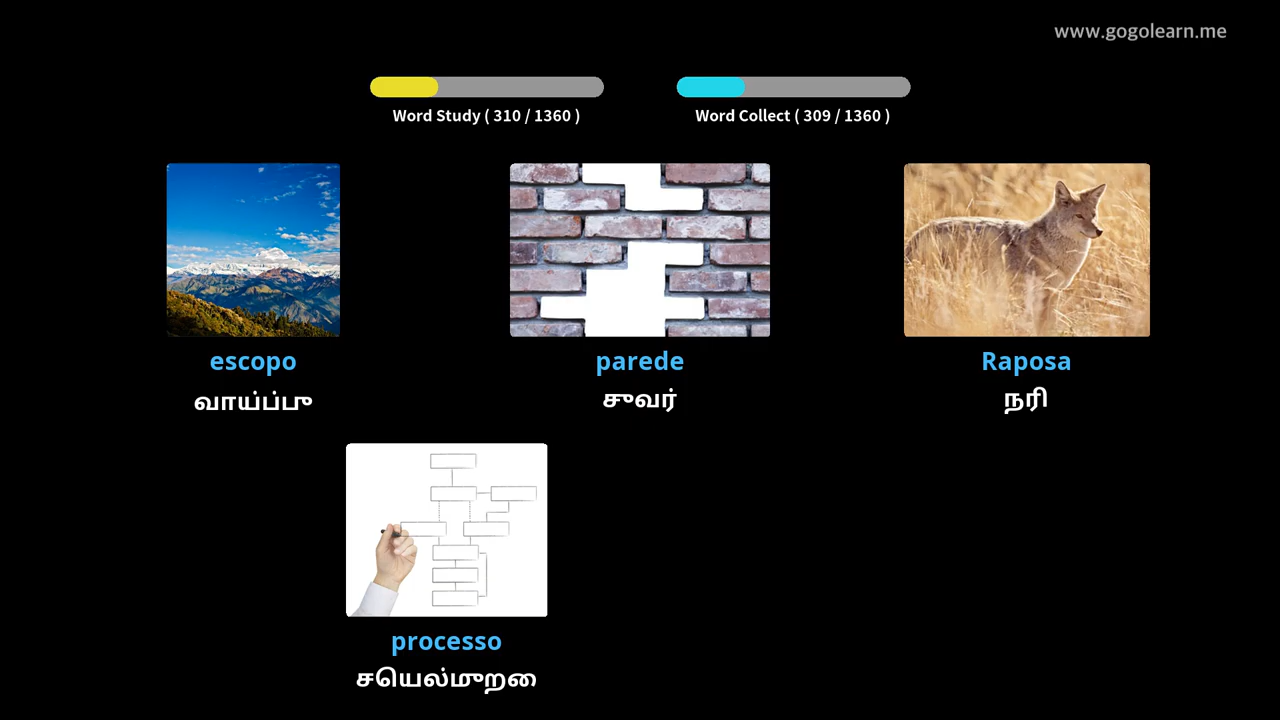 www.gogolearn.me
Word Study ( 310 / 1360 )
Word Collect ( 309 / 1360 )
escopo
வாய்ப்பு
parede
சுவர்
Raposa
நரி
processo
செயல்முறை